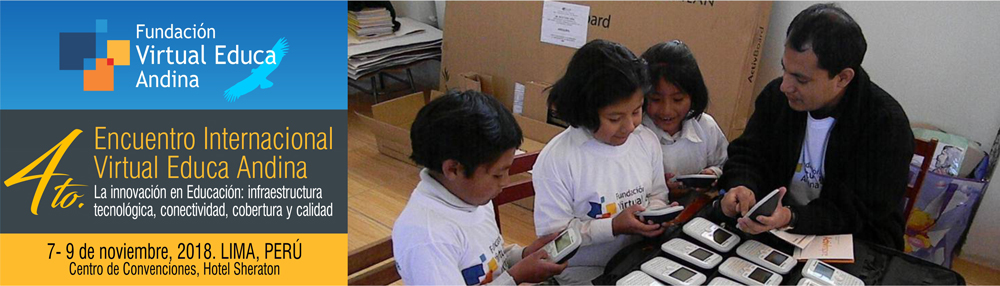 Fundación
Virtual Educa
Andina
4to.
Encuentro Internacional
Virtual Educa Andina
La innovación en Educación: infraestructura
tecnológica, conectividad, cobertura y calidad
7- 9 de noviembre, 2018. LIMA, PERÚ
Centro de Convenciones, Hotel Sheraton
Fundación